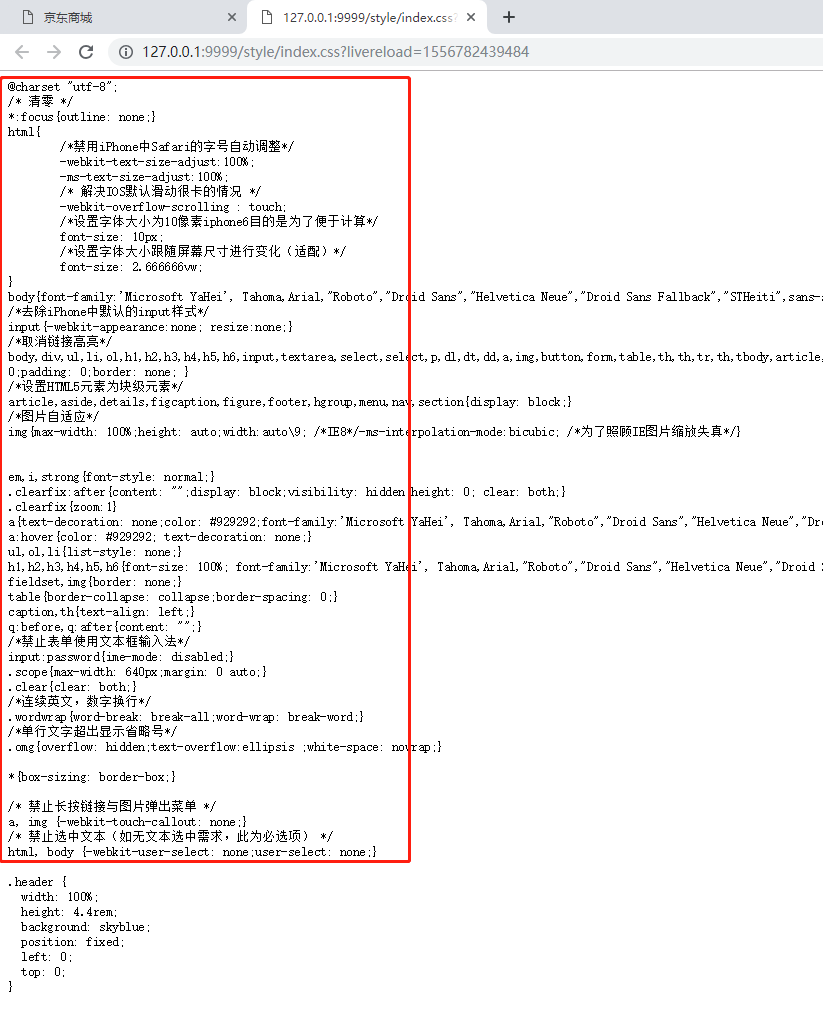 京东商城
127.0.0.1:9999/style/index.css?
127.0.0.1:9999/style/index.css?livereload=1556782439484
@charset "utf-8";
/* 清零 */
*:focus{outline: none;}
html{
/*禁用iPhone中Safari的字号自动调整*/
-webkit-text-size-adjust:100%;
-ms-text-size-adjust:100%;
/* 解决IOS默认滑动很卡的情况 */
-webkit-overflow-scrolling : touch;
/*设置字体大小为10像素iphone6目的是为了便于计算*/
font-size: 10px;
/*设置字体大小跟随屏幕尺寸进行变化（适配）*/
font-size: 2.666666vw;
}
body{font-family:'Microsoft YaHei', Tahoma,Arial,"Roboto","Droid Sans","Helvetica Neue","Droid Sans Fallback","STHeiti",sans-
/*去除iPhone中默认的input样式*/
input{-webkit-appearance:none; resize:none;}
/*取消链接高亮*/
body,div,ul,li,ol,h1,h2,h3,h4,h5,h6,input,textarea,select,select,p,dl,dt,dd,a,img,button,form,table,th,th,tr,th,tbody,article,
0;padding: 0;border: none; }
/*设置HTML5元素为块级元素*/
article,aside,details,figcaption,figure,footer,hgroup,menu,nav,section{display: block;}
/*图片自适应*/
img{max-width: 100%;height: auto;width:auto\9; /*IE8*/-ms-interpolation-mode:bicubic; /*为了照顾IE图片缩放失真*/}
em,i,strong{font-style: normal;}
.clearfix:after{content: "";display: block;visibility: hidden;height: 0; clear: both;}
.clearfix{zoom:1}
a{text-decoration: none;color: #929292;font-family:'Microsoft YaHei', Tahoma,Arial,"Roboto","Droid Sans","Helvetica Neue","Dr
a:hover{color: #929292; text-decoration: none;}
ul,ol,li{list-style: none;}
h1,h2,h3,h4,h5,h6{font-size: 100%; font-family:'Microsoft YaHei', Tahoma,Arial,"Roboto","Droid Sans","Helvetica Neue","Droid S
fieldset,img{border: none;}
table{border-collapse: collapse;border-spacing: 0;}
caption,th{text-align: left;}
q:before,q:after{content: "";}
/*禁止表单使用文本框输入法*/
input:password{ime-mode: disabled;}
.scope{max-width: 640px;margin: 0 auto;}
.clear{clear: both;}
/*连续英文，数字换行*/
.wordwrap{word-break: break-all;word-wrap: break-word;}
/*单行文字超出显示省略号*/
.omg{overflow: hidden;text-overflow:ellipsis ;white-space: nowrap;}
*{box-sizing: border-box;}
/* 禁止长按链接与图片弹出菜单 */
a, img {-webkit-touch-callout: none;}
/* 禁止选中文本（如无文本选中需求，此为必选项） */
html, body {-webkit-user-select: none;user-select: none;}
.header {
width: 100%;
height: 4.4rem;
background: skyblue;
position: fixed;
left: 0;
top: 0;
}